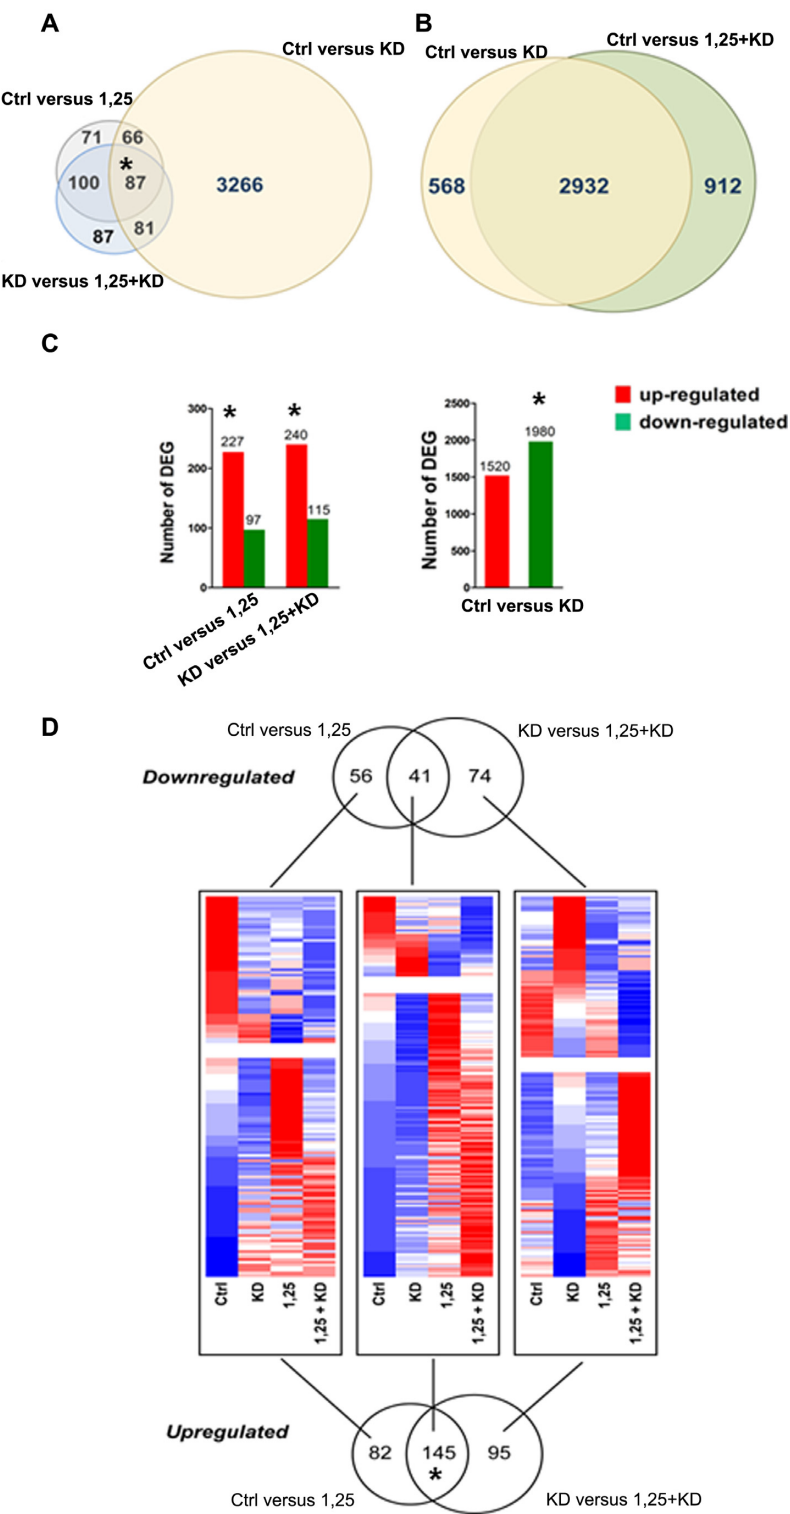 A
B
Ctrl versus KD
Ctrl versus KD
Ctrl versus 1,25+KD
Ctrl versus 1,25
71
66
*
100
87
3266
81
87
KD versus 1,25+KD
568
2932
912
C
Number of DEG
300
200
100
0
*
*
227
97
240
115
Ctrl versus 1,25
KD versus 1,25+KD
Number of DEG
2500
2000
1500
1000
500
0
*
1520
1980
Ctrl versus KD
up-regulated
down-regulated
D
Ctrl versus 1,25
KD versus 1,25+KD
Downregulated
56
41
74
Ctrl
KD
1,25
1,25 + KD
Ctrl
KD
1,25
1,25 + KD
Ctrl
KD
1,25
1,25 + KD
Upregulated
82
145
95
*
Ctrl versus 1,25
KD versus 1,25+KD